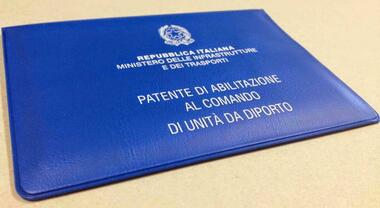 REPUBBLICA ITALIANA
MINISTERO DELLE INFRASTRUTTURE
E DEI TRASPORTI
PATENTE DI ABILITAZIONE
AL COMANDO
DI UNITÀ DA DIPORTO